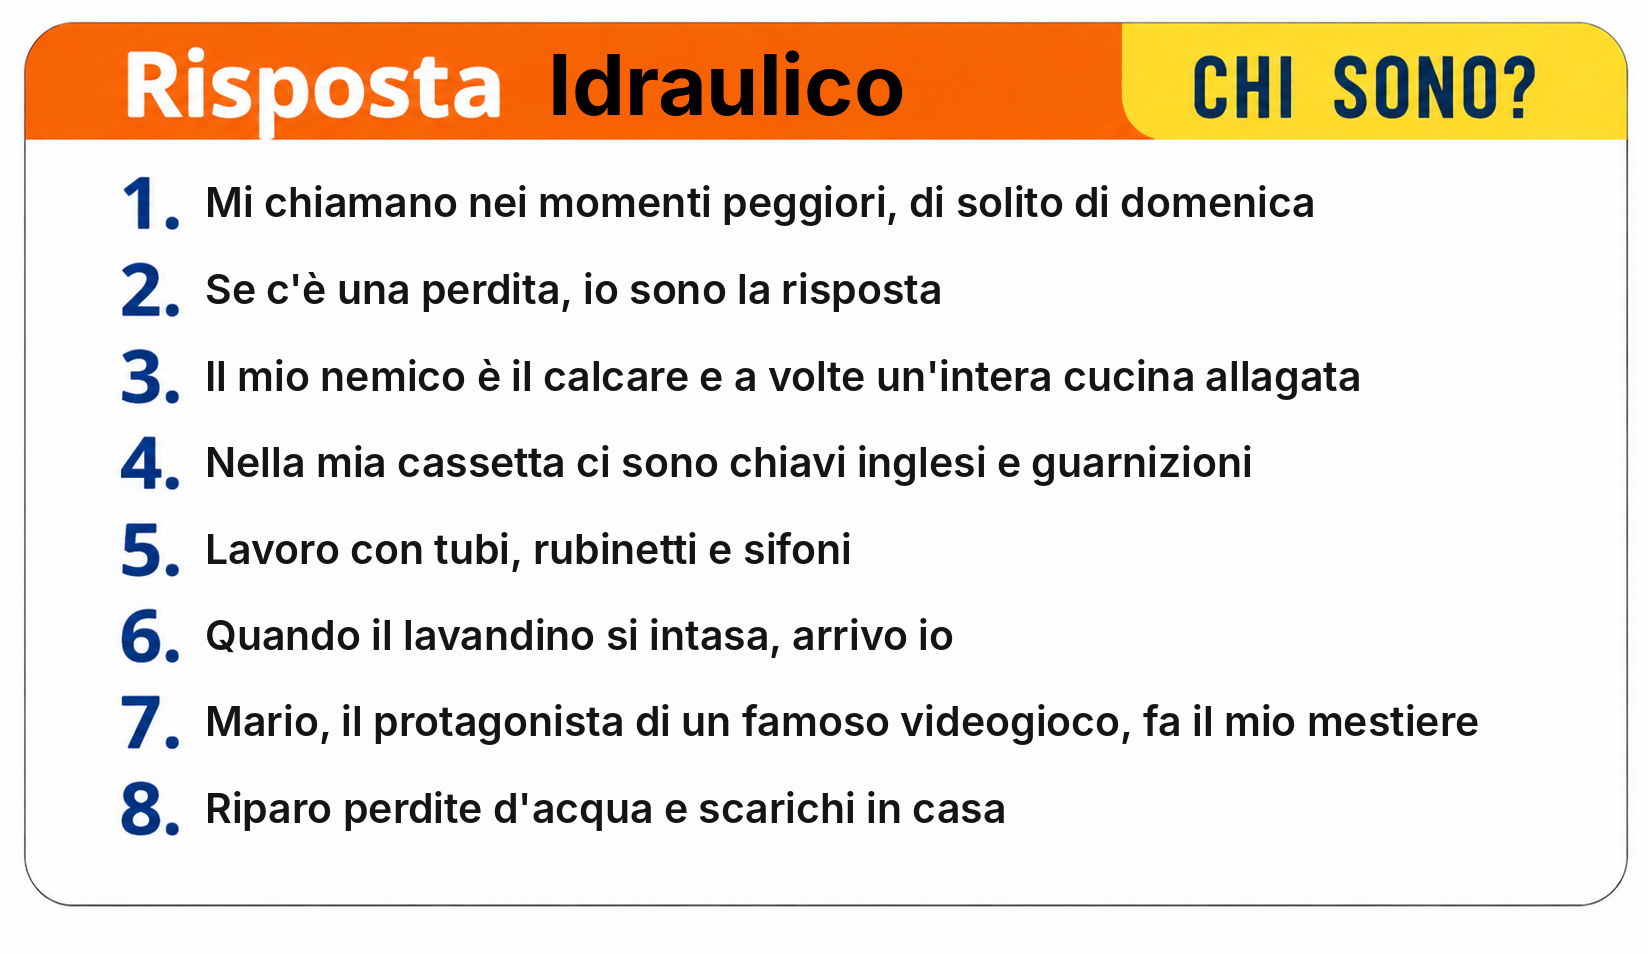 Risposta Idraulico CHI SONO?
1. Mi chiamano nei momenti peggiori, di solito di domenica
2. Se c'è una perdita, io sono la risposta
3. Il mio nemico è il calcare e a volte un'intera cucina allagata
4. Nella mia cassetta ci sono chiavi inglesi e guarnizioni
5. Lavoro con tubi, rubinetti e sifoni
6. Quando il lavandino si intasa, arrivo io
7. Mario, il protagonista di un famoso videogioco, fa il mio mestiere
8. Riparo perdite d'acqua e scarichi in casa